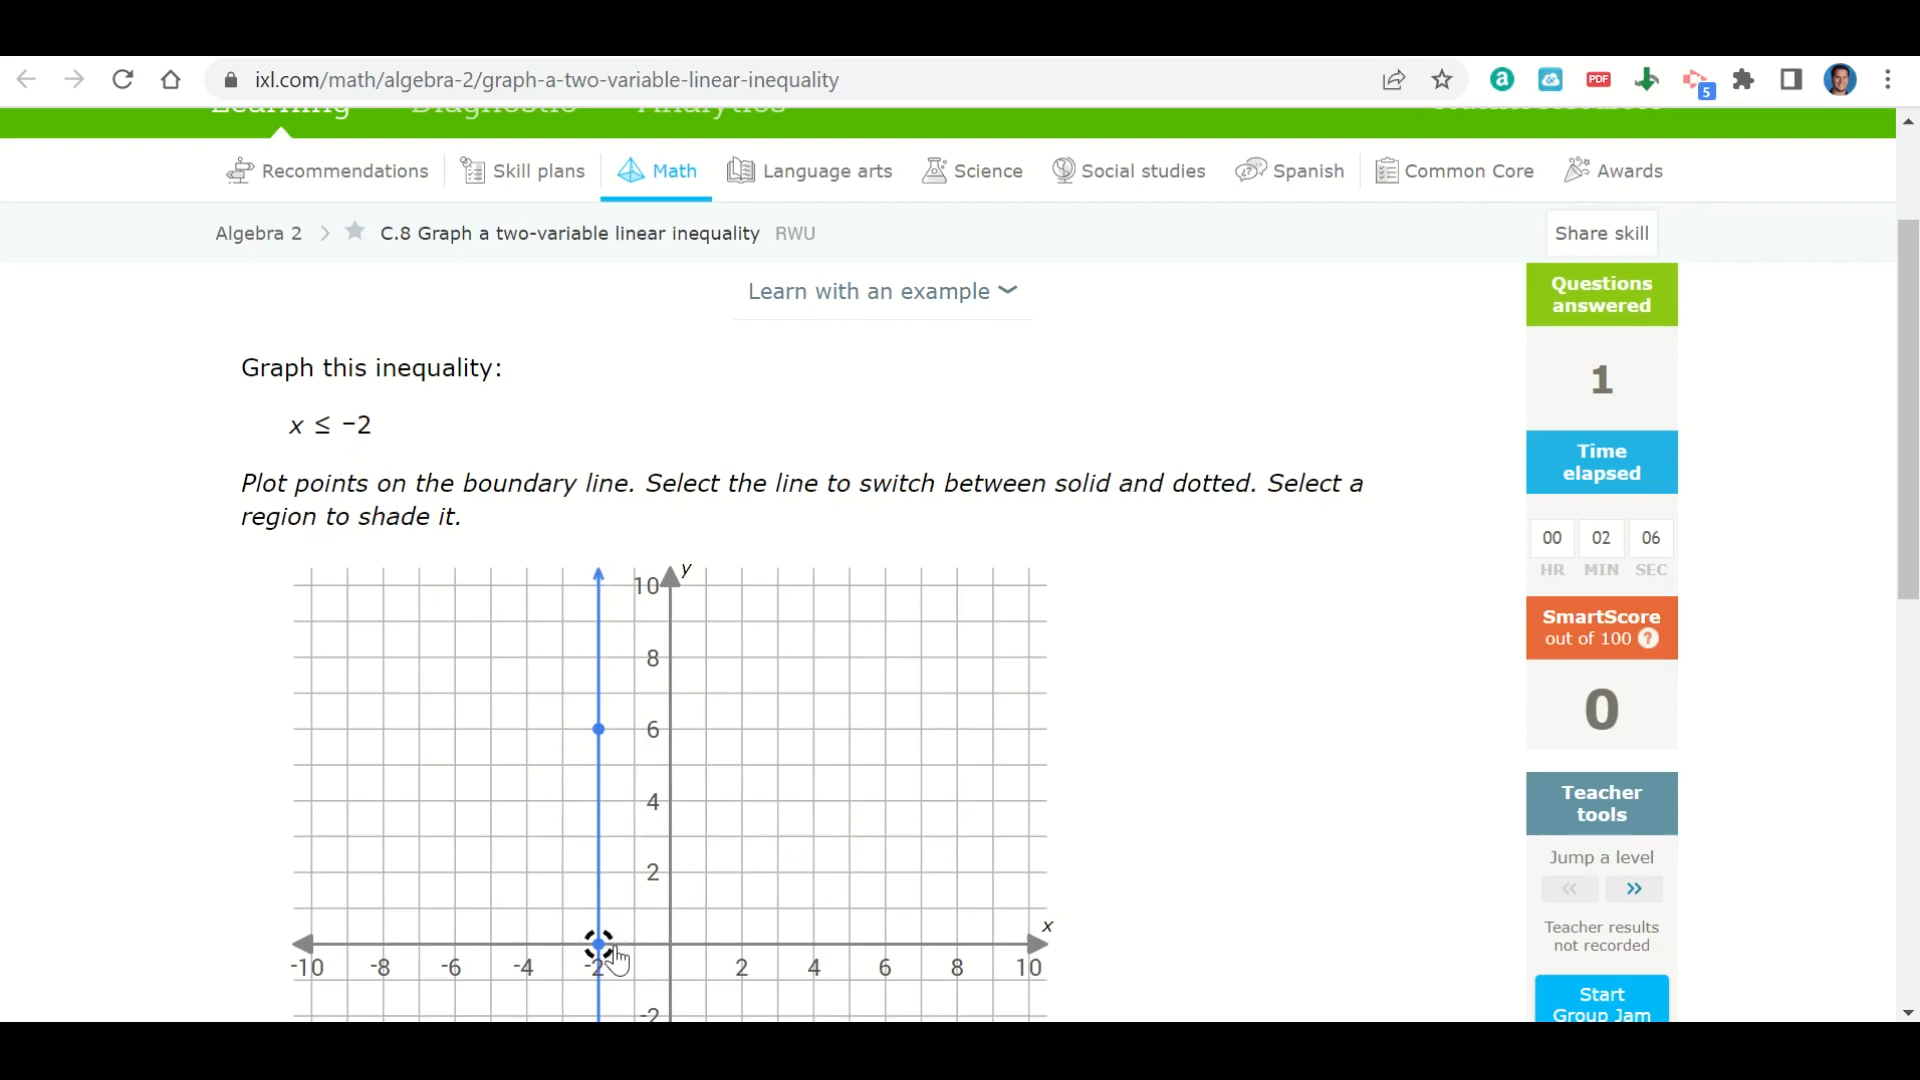 ixl.com/math/algebra-2/graph-a-two-variable-linear-inequality
PDF
5
Learning Diagnostic Analytics
Recommendations Skill plans Math Language arts Science Social studies Spanish Common Core Awards
Algebra 2 > C.8 Graph a two-variable linear inequality RWU
Share skill
Learn with an example
Graph this inequality:
x ≤ −2
Plot points on the boundary line. Select the line to switch between solid and dotted. Select a
region to shade it.
y
10
8
6
4
2
x
-10 -8 -6 -4 -2 2 4 6 8 10
-2
Questions
answered
1
Time
elapsed
00 02 06
HR MIN SEC
SmartScore
out of 100 ?
0
Teacher
tools
Jump a level
Teacher results
not recorded
Start
Group Jam